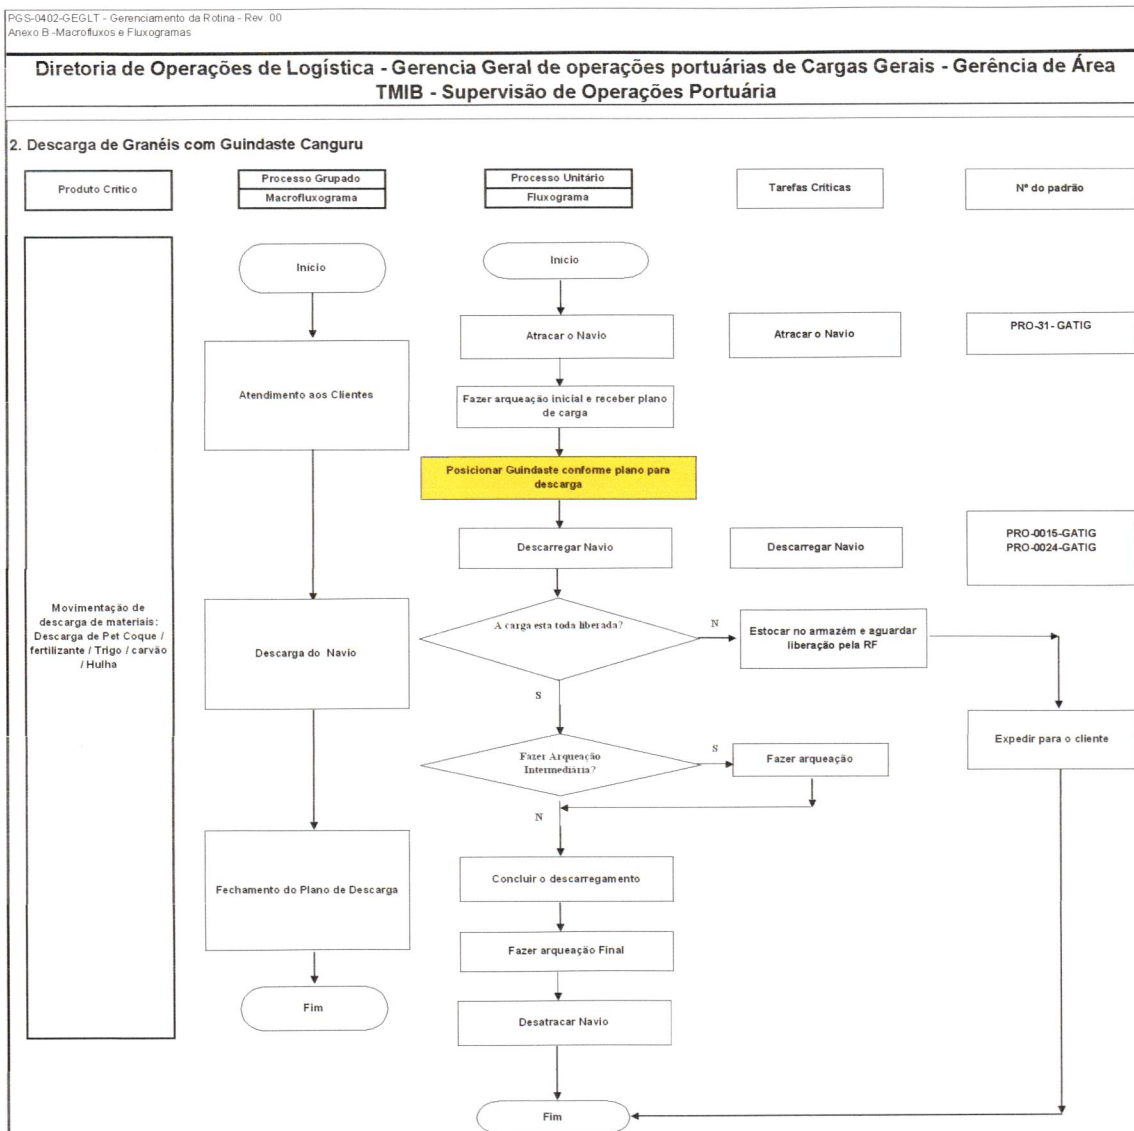 PGS-0402-GEGLT - Gerenciamento da Rotina - Rev. 00
Anexo B -Macrofluxos e Fluxogramas
Diretoria de Operações de Logística - Gerencia Geral de operações portuárias de Cargas Gerais - Gerência de Área
TMIB - Supervisão de Operações Portuária
2. Descarga de Granéis com Guindaste Canguru
Produto Crítico
Processo Grupado
Macrofluxograma
Processo Unitário
Fluxograma
Tarefas Críticas
Nº do padrão
Início
Início
Atracar o Navio
Atracar o Navio
PRO-31- GATIG
Atendimento aos Clientes
Fazer arqueação inicial e receber plano
de carga
Posicionar Guindaste conforme plano para
descarga
Descarregar Navio
Descarregar Navio
PRO-0015-GATIG
PRO-0024-GATIG
Movimentação de
descarga de materiais:
Descarga de Pet Coque /
fertilizante / Trigo / carvão
/ Hulha
Descarga do Navio
A carga esta toda liberada?
N
Estocar no armazém e aguardar
liberação pela RF
S
Expedir para o cliente
Fazer Arqueação
Intermediária?
S
Fazer arqueação
N
Fechamento do Plano de Descarga
Concluir o descarregamento
Fazer arqueação Final
Fim
Desatracar Navio
Fim